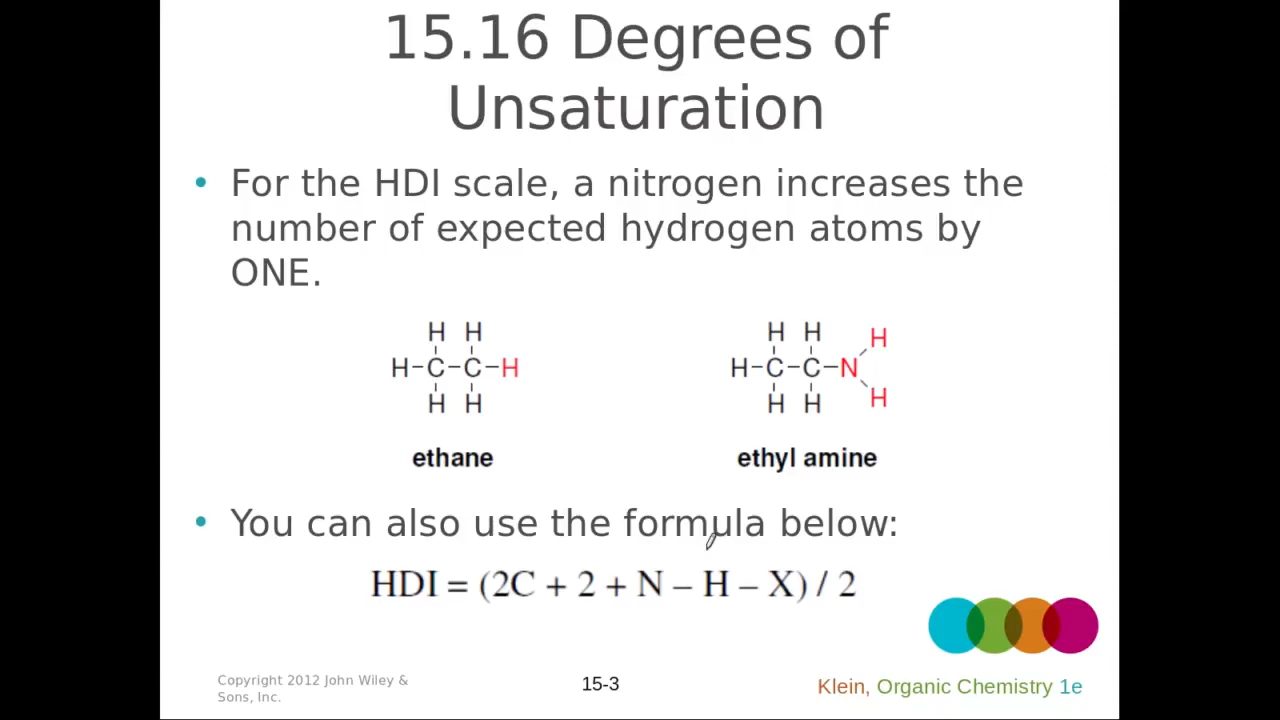 15.16 Degrees of
Unsaturation
• For the HDI scale, a nitrogen increases the
number of expected hydrogen atoms by
ONE.
H H
H-C-C-H
H H
ethane
H H H
H-C-C-N
H H H
ethyl amine
• You can also use the formula below:
HDI = (2C + 2 + N – H – X) / 2
Copyright 2012 John Wiley &
Sons, Inc.
15-3
Klein, Organic Chemistry 1e